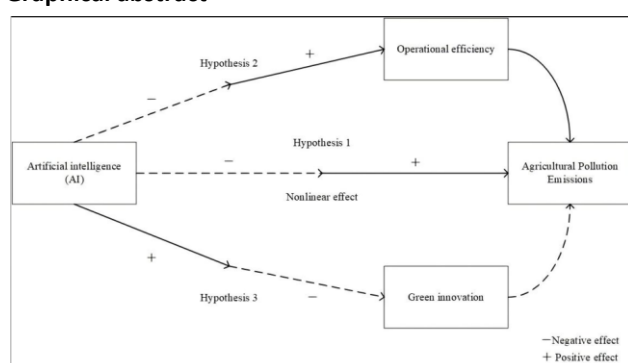 Graphical abstract
Operational efficiency
Hypothesis 2
+
−
Hypothesis 1
Artificial intelligence
(AI)
−
+
Agricultural Pollution
Emissions
Nonlinear effect
+
Hypothesis 3
−
Green innovation
−Negative effect
+ Positive effect